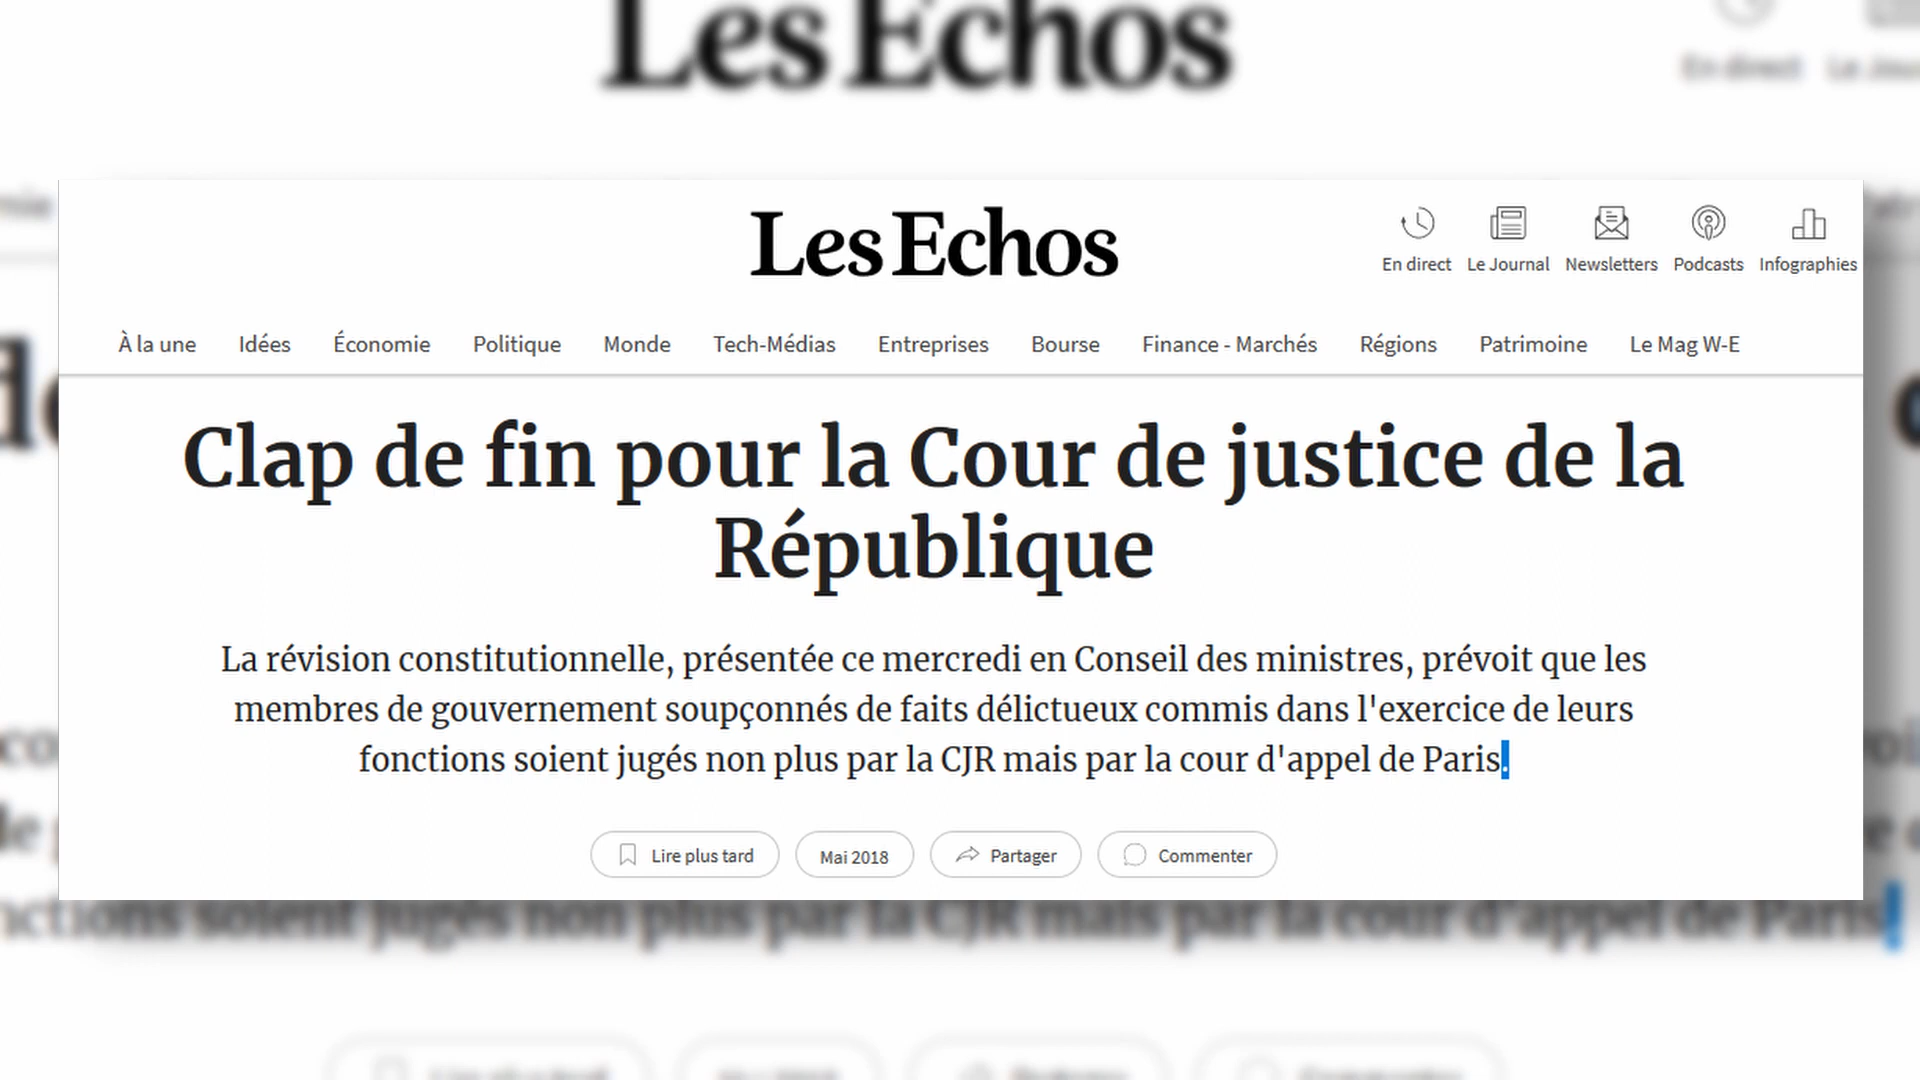 Les Echos
En direct Le Journal Newsletters Podcasts Infographies
À la une Idées Économie Politique Monde Tech-Médias Entreprises Bourse Finance - Marchés Régions Patrimoine Le Mag W-E
Clap de fin pour la Cour de justice de la
République
La révision constitutionnelle, présentée ce mercredi en Conseil des ministres, prévoit que les
membres de gouvernement soupçonnés de faits délictueux commis dans l'exercice de leurs
fonctions soient jugés non plus par la CJR mais par la cour d'appel de Paris.
Lire plus tard Mai 2018 Partager Commenter